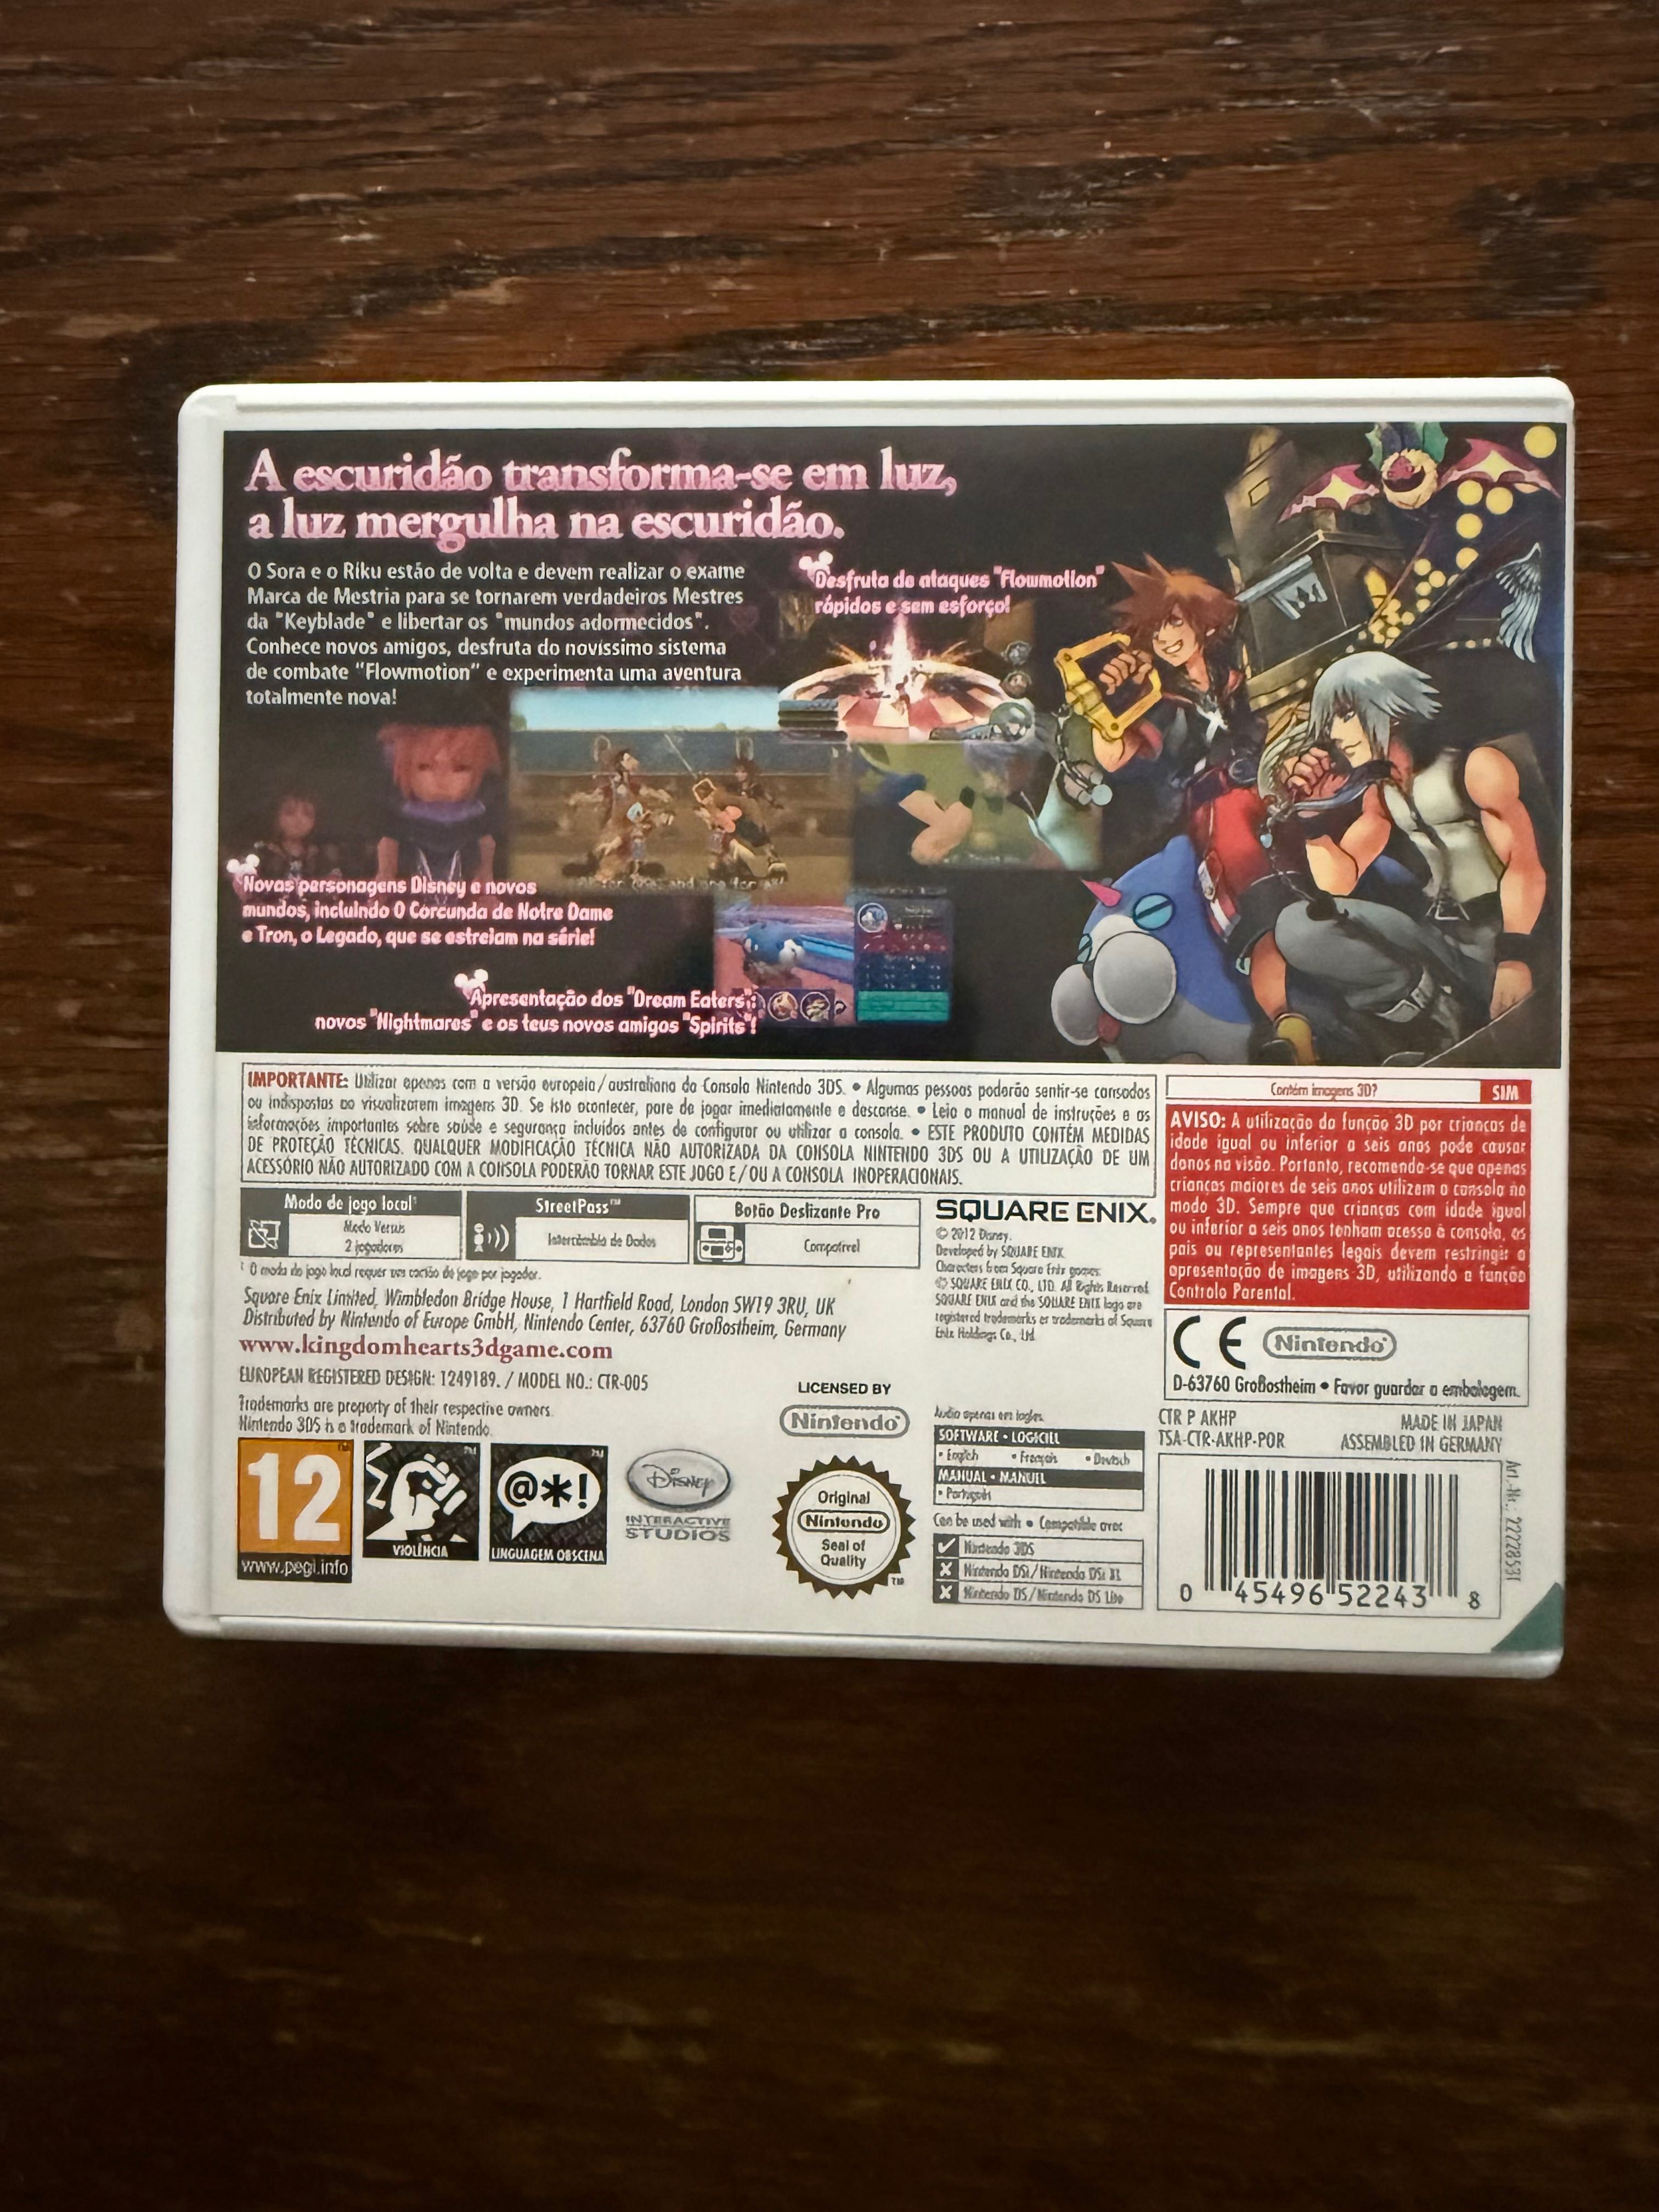 A escuridão transforma-se em luz,
a luz mergulha na escuridão.
O Sora e o Riku estão de volta e devem realizar o exame
Marca de Mestria para se tornarem verdadeiros Mestres
da "Keyblade" e libertar os "mundos adormecidos".
Conhece novos amigos, desfruta do novíssimo sistema
de combate "Flowmotion" e experimenta uma aventura
totalmente nova!
Desfruta de ataques "Flowmotion"
rápidos e sem esforço!
Novas personagens Disney e novos
mundos, incluindo O Corcunda de Notre Dame
e Tron, o Legado, que se estreiam na série!
Apresentação dos "Dream Eaters":
novos "Nightmares" e os teus novos amigos "Spirits"!
IMPORTANTE: Utilizar apenas com a versão europeia/australiana da Consola Nintendo 3DS. • Algumas pessoas poderão sentir-se cansadas
ou indispostas ao visualizarem imagens 3D. Se isto acontecer, pare de jogar imediatamente e descanse. • Leia o manual de instruções e as
informações importantes sobre saúde e segurança incluídos antes de configurar ou utilizar a consola. • ESTE PRODUTO CONTÉM MEDIDAS
DE PROTEÇÃO TÉCNICAS. QUALQUER MODIFICAÇÃO TÉCNICA NÃO AUTORIZADA DA CONSOLA NINTENDO 3DS OU A UTILIZAÇÃO DE UM
ACESSÓRIO NÃO AUTORIZADO COM A CONSOLA PODERÃO TORNAR ESTE JOGO E/OU A CONSOLA INOPERACIONAIS.
Contém imagens 3D? SIM
AVISO: A utilização da função 3D por crianças de
idade igual ou inferior a seis anos pode causar
danos na visão. Portanto, recomenda-se que apenas
crianças maiores de seis anos utilizem a consola no
modo 3D. Sempre que crianças com idade igual
ou inferior a seis anos tenham acesso à consola, os
pais ou representantes legais devem restringir a
apresentação de imagens 3D, utilizando a função
Controlo Parental.
Modo de jogo local¹
Modo Versus
2 jogadores
StreetPass™
Intercâmbio de Dados
Botão Deslizante Pro
Compatível
¹ O modo de jogo local requer um cartão de jogo por jogador.
Square Enix Limited, Wimbledon Bridge House, 1 Hartfield Road, London SW19 3RU, UK
Distributed by Nintendo of Europe GmbH, Nintendo Center, 63760 Großostheim, Germany
www.kingdomhearts3dgame.com
EUROPEAN REGISTERED DESIGN: 1249189. / MODEL NO.: CTR-005
Trademarks are property of their respective owners.
Nintendo 3DS is a trademark of Nintendo.
SQUARE ENIX.
© 2012 Disney.
Developed by SQUARE ENIX.
Characters from Square Enix games:
© SQUARE ENIX CO., LTD. All Rights Reserved.
SQUARE ENIX and the SQUARE ENIX logo are
registered trademarks or trademarks of Square
Enix Holdings Co., Ltd.
CE Nintendo
D-63760 Großostheim • Favor guardar a embalagem.
12
www.pegi.info
VIOLÊNCIA
@*!
LINGUAGEM OBSCENA
Disney
INTERACTIVE
STUDIOS
LICENSED BY
Nintendo
Original
Nintendo
Seal of
Quality
TM
Áudio apenas em inglês.
SOFTWARE • LOGICIEL
• English • Français • Deutsch
MANUAL • MANUEL
• Português
Can be used with • Compatible avec
Nintendo 3DS
Nintendo DSi/Nintendo DSi XL
Nintendo DS/Nintendo DS Lite
CTR P AKHP
TSA-CTR-AKHP-POR
MADE IN JAPAN
ASSEMBLED IN GERMANY
Art.-Nr.: 2228531
0 45496 52243 8